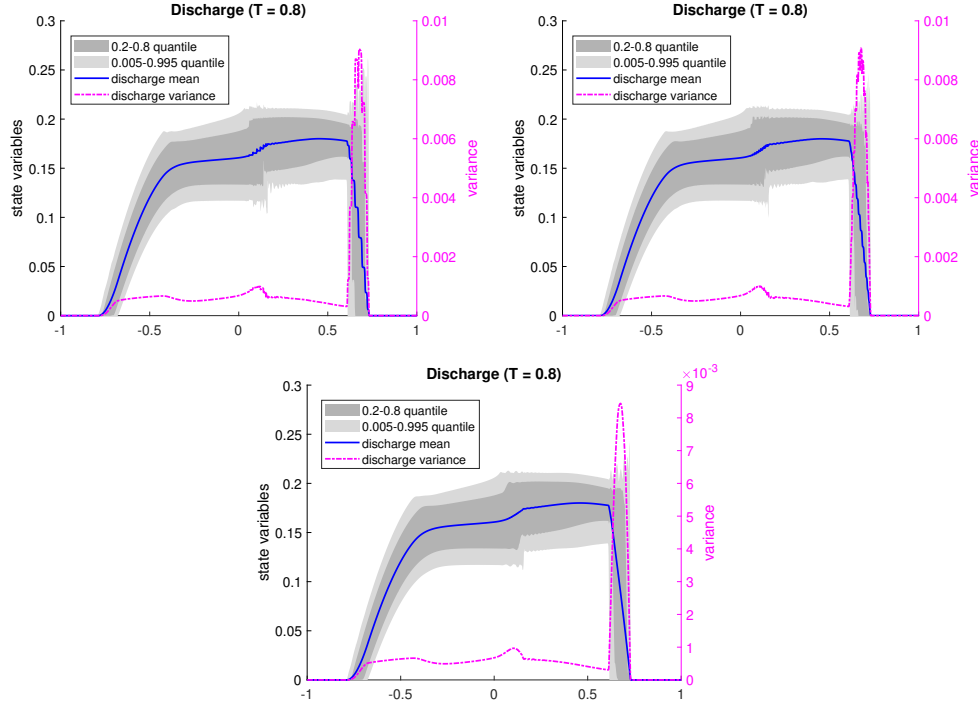 Discharge (T = 0.8)
0.3
0.25
0.2
0.15
0.1
0.05
0
state variables
0.2-0.8 quantile
0.005-0.995 quantile
discharge mean
discharge variance
0.01
0.008
0.006
0.004
0.002
0
variance
-1
-0.5
0
0.5
1
Discharge (T = 0.8)
0.3
0.25
0.2
0.15
0.1
0.05
0
state variables
0.2-0.8 quantile
0.005-0.995 quantile
discharge mean
discharge variance
0.01
0.008
0.006
0.004
0.002
0
variance
-1
-0.5
0
0.5
1
Discharge (T = 0.8)
×10⁻³
0.3
0.25
0.2
0.15
0.1
0.05
0
state variables
0.2-0.8 quantile
0.005-0.995 quantile
discharge mean
discharge variance
9
8
7
6
5
4
3
2
1
0
variance
-1
-0.5
0
0.5
1